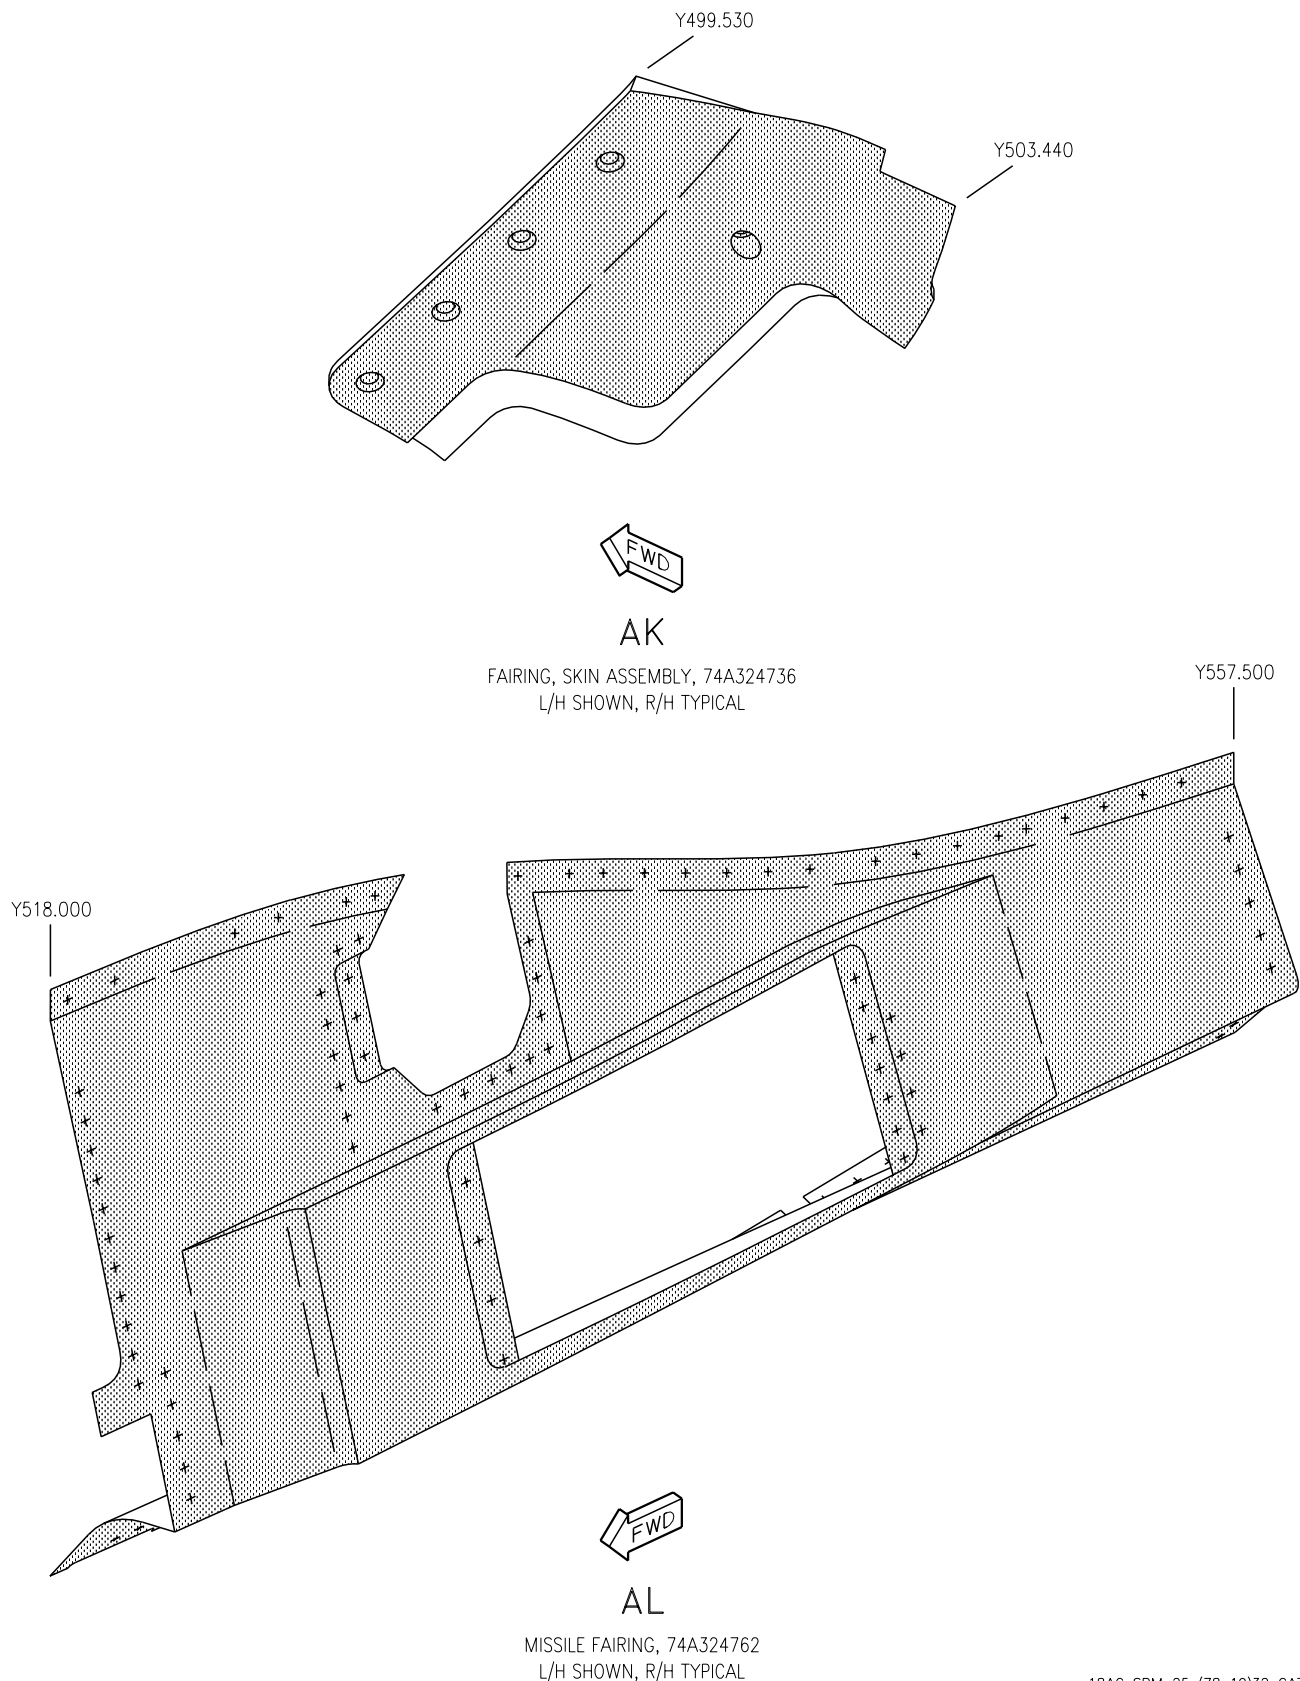 Y499.530
Y503.440
FWD
AK
FAIRING, SKIN ASSEMBLY, 74A324736
L/H SHOWN, R/H TYPICAL
Y557.500
Y518.000
FWD
AL
MISSILE FAIRING, 74A324762
L/H SHOWN, R/H TYPICAL